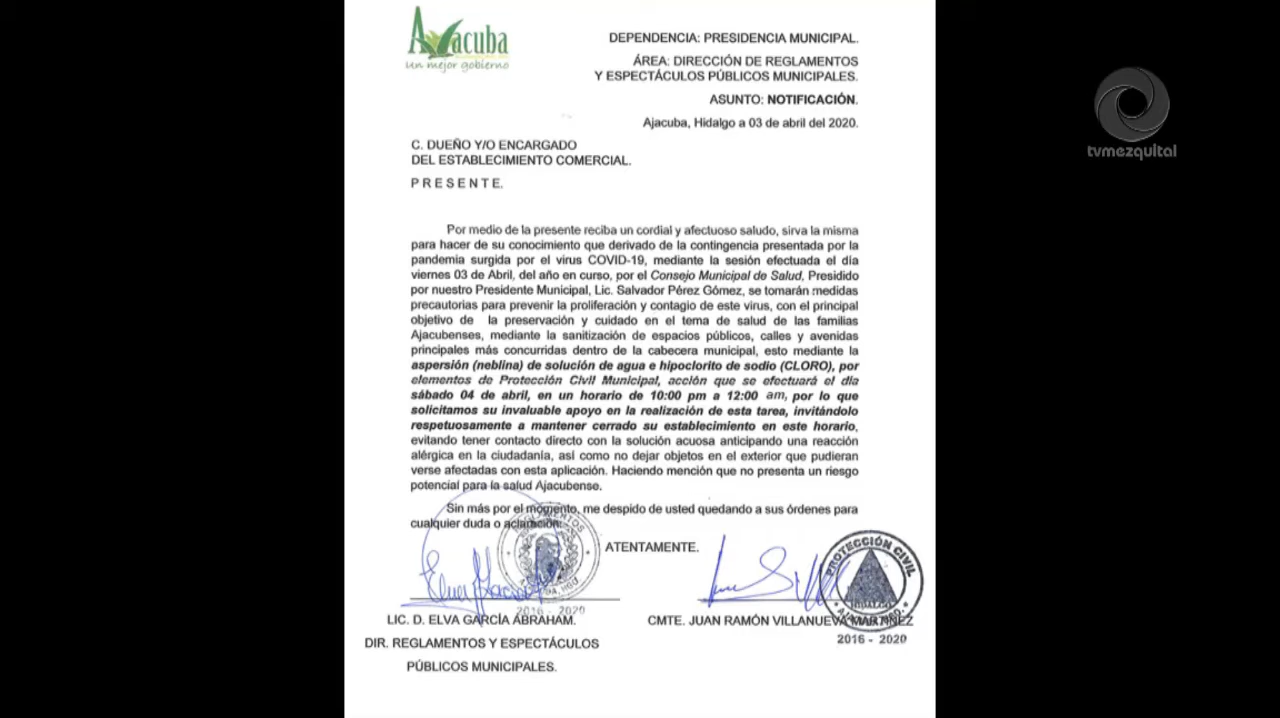 Ajacuba
Un mejor gobierno
DEPENDENCIA: PRESIDENCIA MUNICIPAL.
ÁREA: DIRECCIÓN DE REGLAMENTOS
Y ESPECTÁCULOS PÚBLICOS MUNICIPALES.
ASUNTO: NOTIFICACIÓN.
Ajacuba, Hidalgo a 03 de abril del 2020.
tvmezquital
C. DUEÑO Y/O ENCARGADO
DEL ESTABLECIMIENTO COMERCIAL.
P R E S E N T E.
Por medio de la presente reciba un cordial y afectuoso saludo, sirva la misma
para hacer de su conocimiento que derivado de la contingencia presentada por la
pandemia surgida por el virus COVID-19, mediante la sesión efectuada el día
viernes 03 de Abril, del año en curso, por el Consejo Municipal de Salud, Presidido
por nuestro Presidente Municipal, Lic. Salvador Pérez Gómez, se tomarán medidas
precautorias para prevenir la proliferación y contagio de este virus, con el principal
objetivo de la preservación y cuidado en el tema de salud de las familias
Ajacubenses, mediante la sanitización de espacios públicos, calles y avenidas
principales más concurridas dentro de la cabecera municipal, esto mediante la
aspersión (neblina) de solución de agua e hipoclorito de sodio (CLORO), por
elementos de Protección Civil Municipal, acción que se efectuará el día
sábado 04 de abril, en un horario de 10:00 pm a 12:00 am, por lo que
solicitamos su invaluable apoyo en la realización de esta tarea, invitándolo
respetuosamente a mantener cerrado su establecimiento en este horario,
evitando tener contacto directo con la solución acuosa anticipando una reacción
alérgica en la ciudadanía, así como no dejar objetos en el exterior que pudieran
verse afectadas con esta aplicación. Haciendo mención que no presenta un riesgo
potencial para la salud Ajacubense.
Sin más por el momento, me despido de usted quedando a sus órdenes para
cualquier duda o aclaración.
ATENTAMENTE.
REGLAMENTOS
2016 - 2020
PROTECCIÓN CIVIL
HIDALGO
2016 - 2020
LIC. D. ELVA GARCÍA ABRAHAM.
CMTE. JUAN RAMÓN VILLANUEVA MARTÍNEZ
DIR. REGLAMENTOS Y ESPECTÁCULOS
PÚBLICOS MUNICIPALES.